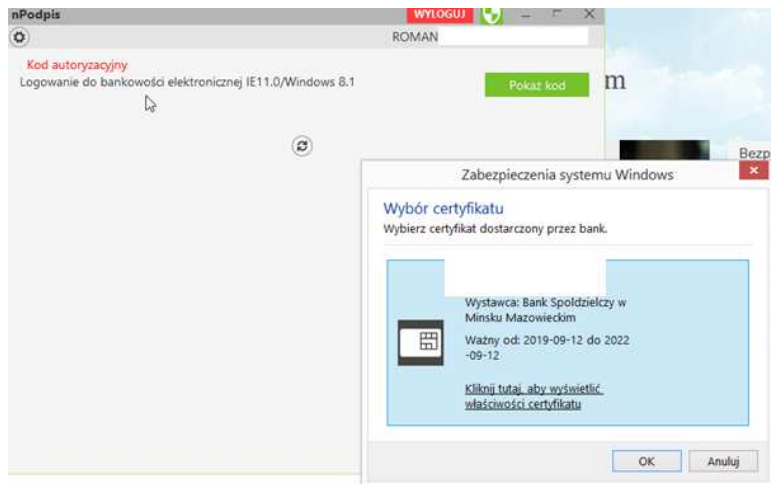 nPodpis
WYLOGUJ
ROMAN
Kod autoryzacyjny
Logowanie do bankowości elektronicznej IE11.0/Windows 8.1
Pokaż kod
m
Bezp
Zabezpieczenia systemu Windows
Wybór certyfikatu
Wybierz certyfikat dostarczony przez bank.
Wystawca: Bank Spoldzielczy w
Minsku Mazowieckim
Ważny od: 2019-09-12 do 2022
-09-12
Kliknij tutaj, aby wyświetlić
właściwości certyfikatu
OK
Anuluj